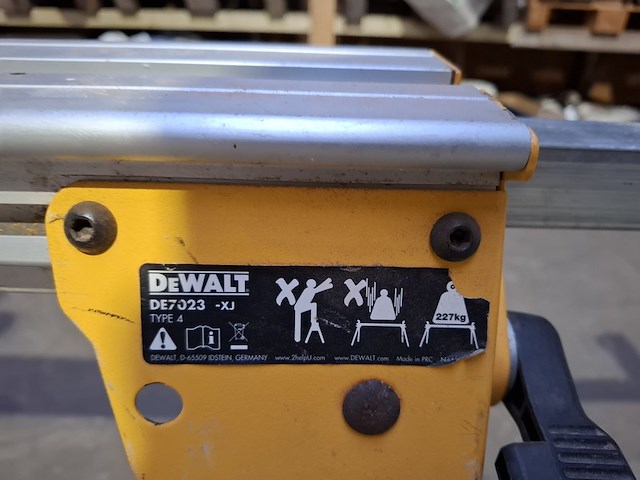 DEWALT
DE7023 -XJ
TYPE 4
227kg
DEWALT, D-65509 IDSTEIN, GERMANY www.2helpU.com www.DEWALT.com Made in PRC